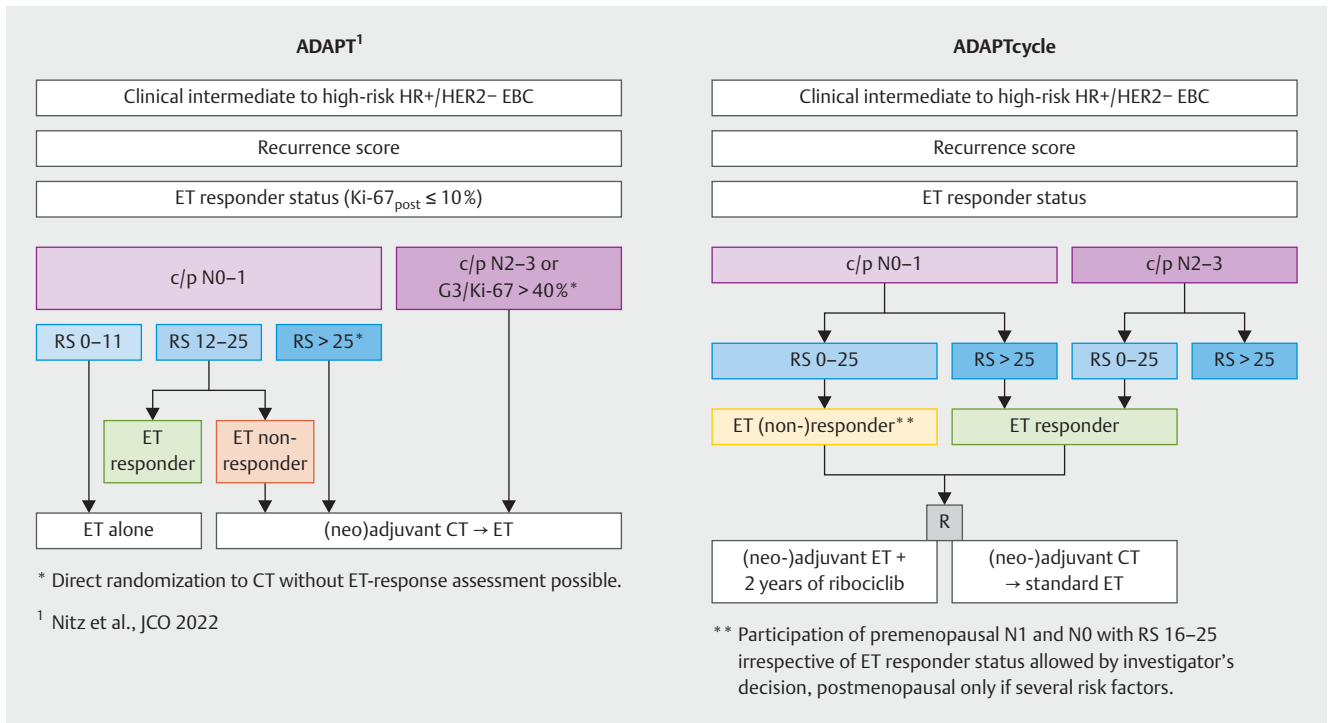 ADAPT¹
Clinical intermediate to high-risk HR+/HER2− EBC
Recurrence score
ET responder status (Ki-67post ≤ 10%)
c/p N0–1
c/p N2–3 or
G3/Ki-67 > 40%*
RS 0–11
RS 12–25
RS > 25*
ET
responder
ET non-
responder
ET alone
(neo)adjuvant CT → ET
* Direct randomization to CT without ET-response assessment possible.
¹ Nitz et al., JCO 2022
ADAPTcycle
Clinical intermediate to high-risk HR+/HER2− EBC
Recurrence score
ET responder status
c/p N0–1
c/p N2–3
RS 0–25
RS > 25
RS 0–25
RS > 25
ET (non-)responder**
ET responder
R
(neo-)adjuvant ET +
2 years of ribociclib
(neo-)adjuvant CT
→ standard ET
** Participation of premenopausal N1 and N0 with RS 16–25
irrespective of ET responder status allowed by investigator's
decision, postmenopausal only if several risk factors.